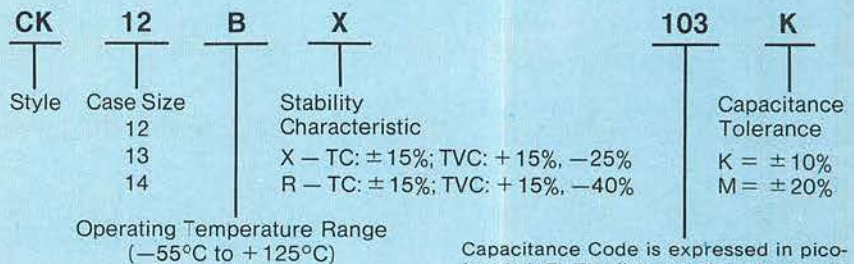 CK 12 B X 103 K
Style Case Size Stability Capacitance
12 Characteristic Tolerance
13 X — TC: ±15%; TVC: +15%, —25% K = ±10%
14 R — TC: ±15%; TVC: +15%, —40% M = ±20%
Operating Temperature Range
(—55°C to +125°C) Capacitance Code is expressed in pico-